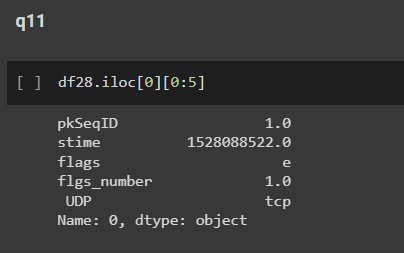 q11
[ ] df28.iloc[0][0:5]
pkSeqID 1.0
stime 1528088522.0
flags e
flgs_number 1.0
UDP tcp
Name: 0, dtype: object